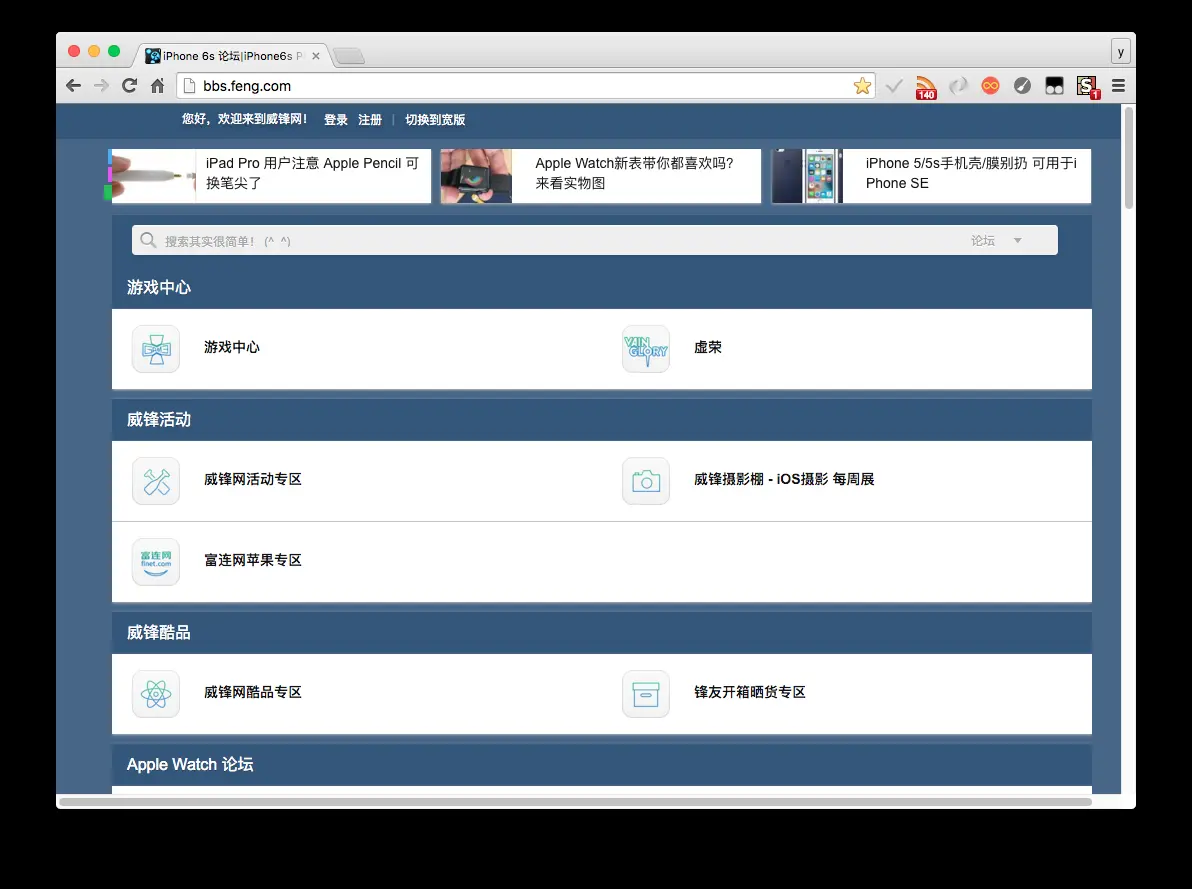 iPhone 6s 论坛|iPhone6s P
y
bbs.feng.com
140
1
您好，欢迎来到威锋网！ 登录 注册 | 切换到宽版
iPad Pro 用户注意 Apple Pencil 可
换笔尖了
Apple Watch新表带你都喜欢吗？
来看实物图
iPhone 5/5s手机壳/膜别扔 可用于i
Phone SE
搜索其实很简单！ (^_^)
论坛
游戏中心
GAME
游戏中心
VAIN
GLORY
虚荣
威锋活动
威锋网活动专区
威锋摄影棚 - iOS摄影 每周展
富连网
flnet.com
富连网苹果专区
威锋酷品
威锋网酷品专区
锋友开箱晒货专区
Apple Watch 论坛